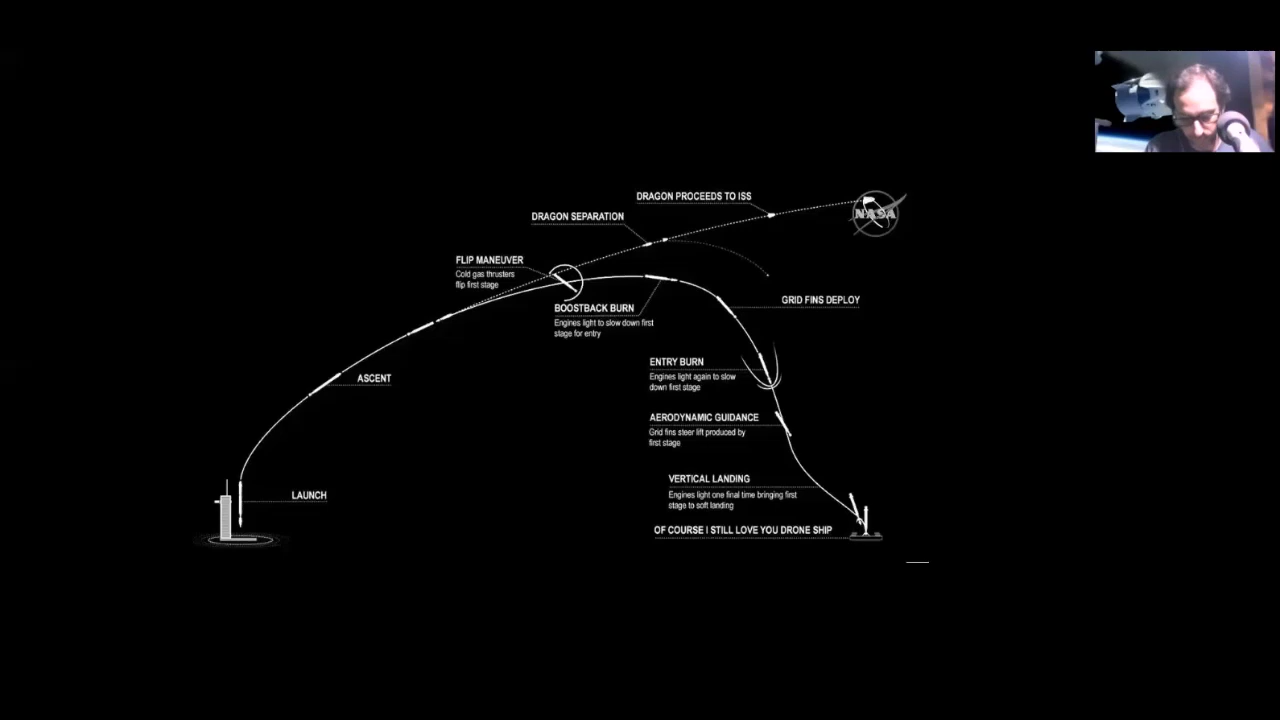 DRAGON PROCEEDS TO ISS
NASA
DRAGON SEPARATION
FLIP MANEUVER
Cold gas thrusters
flip first stage
BOOSTBACK BURN
Engines light to slow down first
stage for entry
GRID FINS DEPLOY
ENTRY BURN
Engines light again to slow
down first stage
ASCENT
AERODYNAMIC GUIDANCE
Grid fins steer lift produced by
first stage
VERTICAL LANDING
Engines light one final time bringing first
stage to soft landing
LAUNCH
OF COURSE I STILL LOVE YOU DRONE SHIP